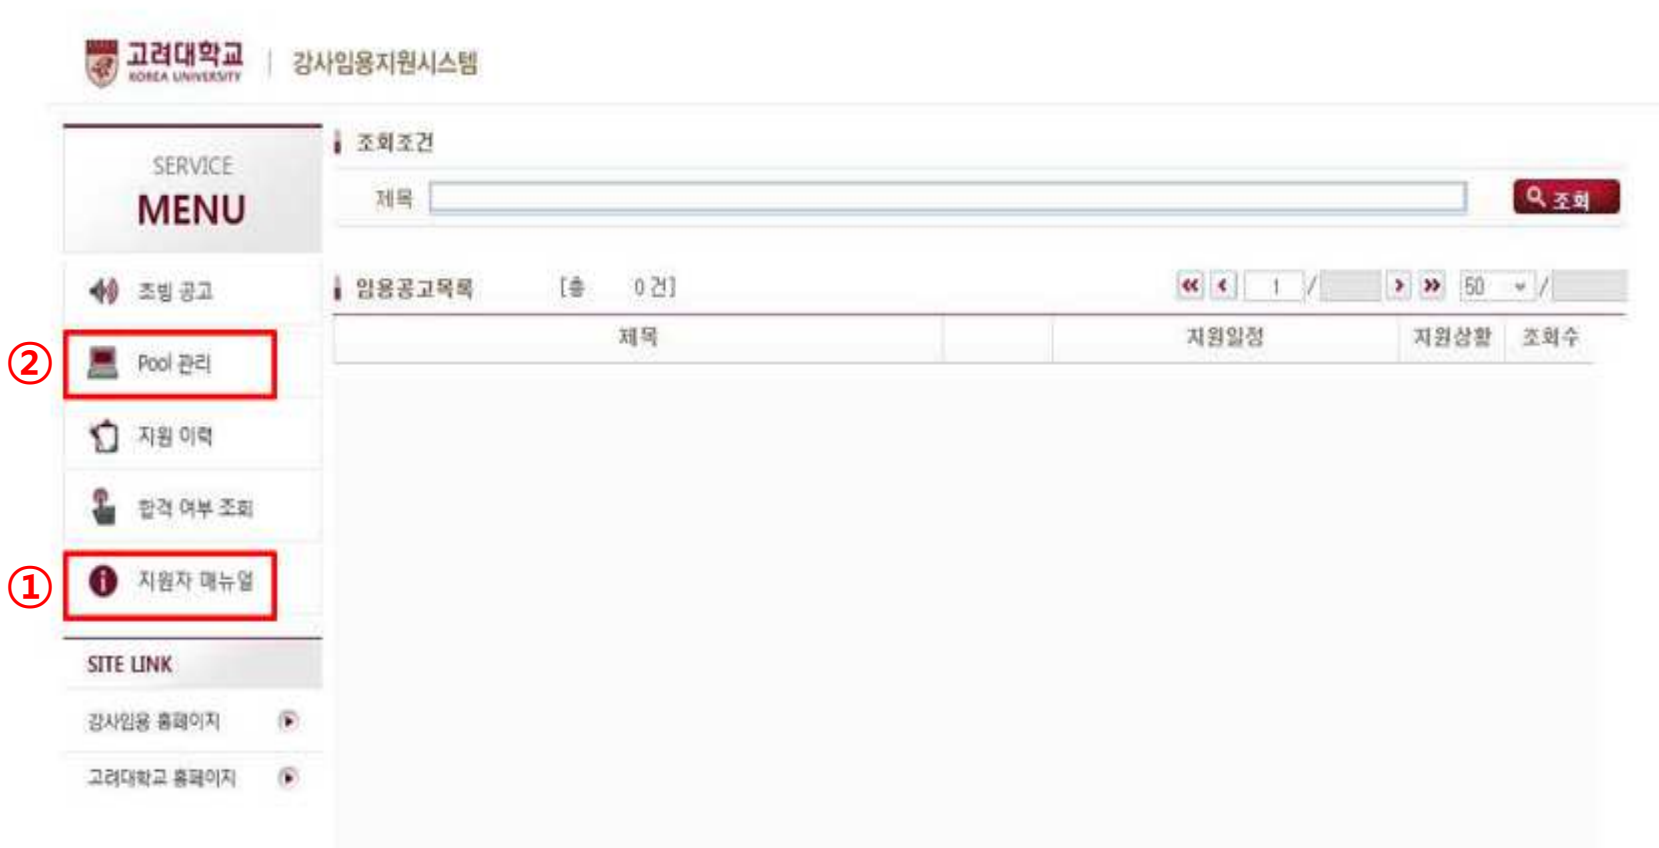 고려대학교
KOREA UNIVERSITY
강사임용지원시스템
SERVICE
MENU
초빙 공고
② Pool 관리
지원 이력
합격 여부 조회
① 지원자 매뉴얼
SITE LINK
강사임용 홈페이지
고려대학교 홈페이지
조회조건
제목
조회
임용공고목록 [총 0 건] 1 / 50 /
제목 지원일정 지원상황 조회수